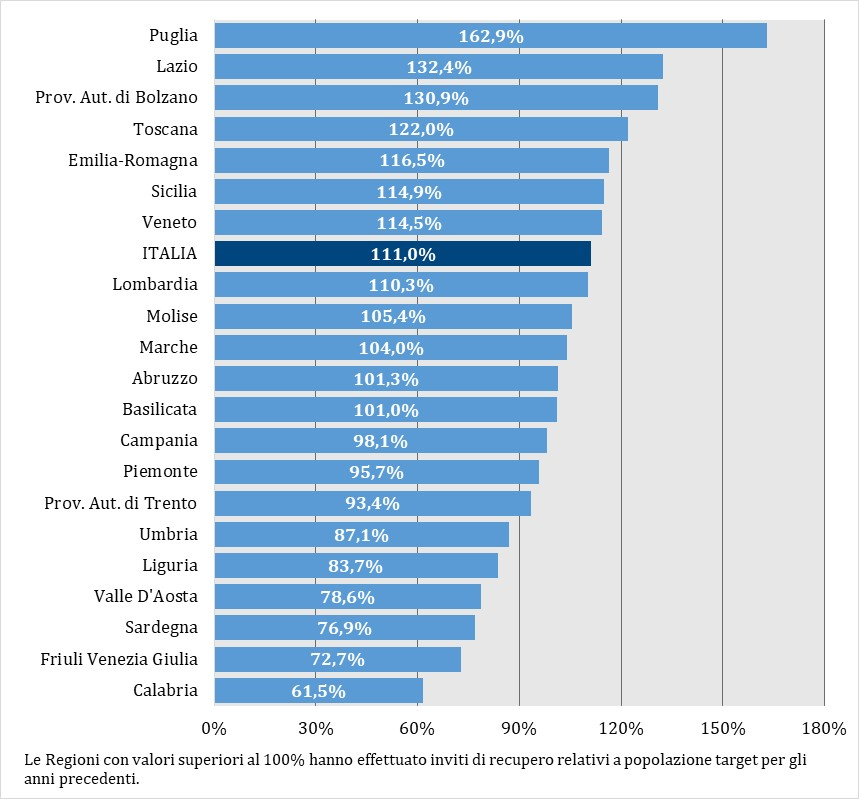 Puglia 162,9%
Lazio 132,4%
Prov. Aut. di Bolzano 130,9%
Toscana 122,0%
Emilia-Romagna 116,5%
Sicilia 114,9%
Veneto 114,5%
ITALIA 111,0%
Lombardia 110,3%
Molise 105,4%
Marche 104,0%
Abruzzo 101,3%
Basilicata 101,0%
Campania 98,1%
Piemonte 95,7%
Prov. Aut. di Trento 93,4%
Umbria 87,1%
Liguria 83,7%
Valle D'Aosta 78,6%
Sardegna 76,9%
Friuli Venezia Giulia 72,7%
Calabria 61,5%
0% 30% 60% 90% 120% 150% 180%
Le Regioni con valori superiori al 100% hanno effettuato inviti di recupero relativi a popolazione target per gli
anni precedenti.